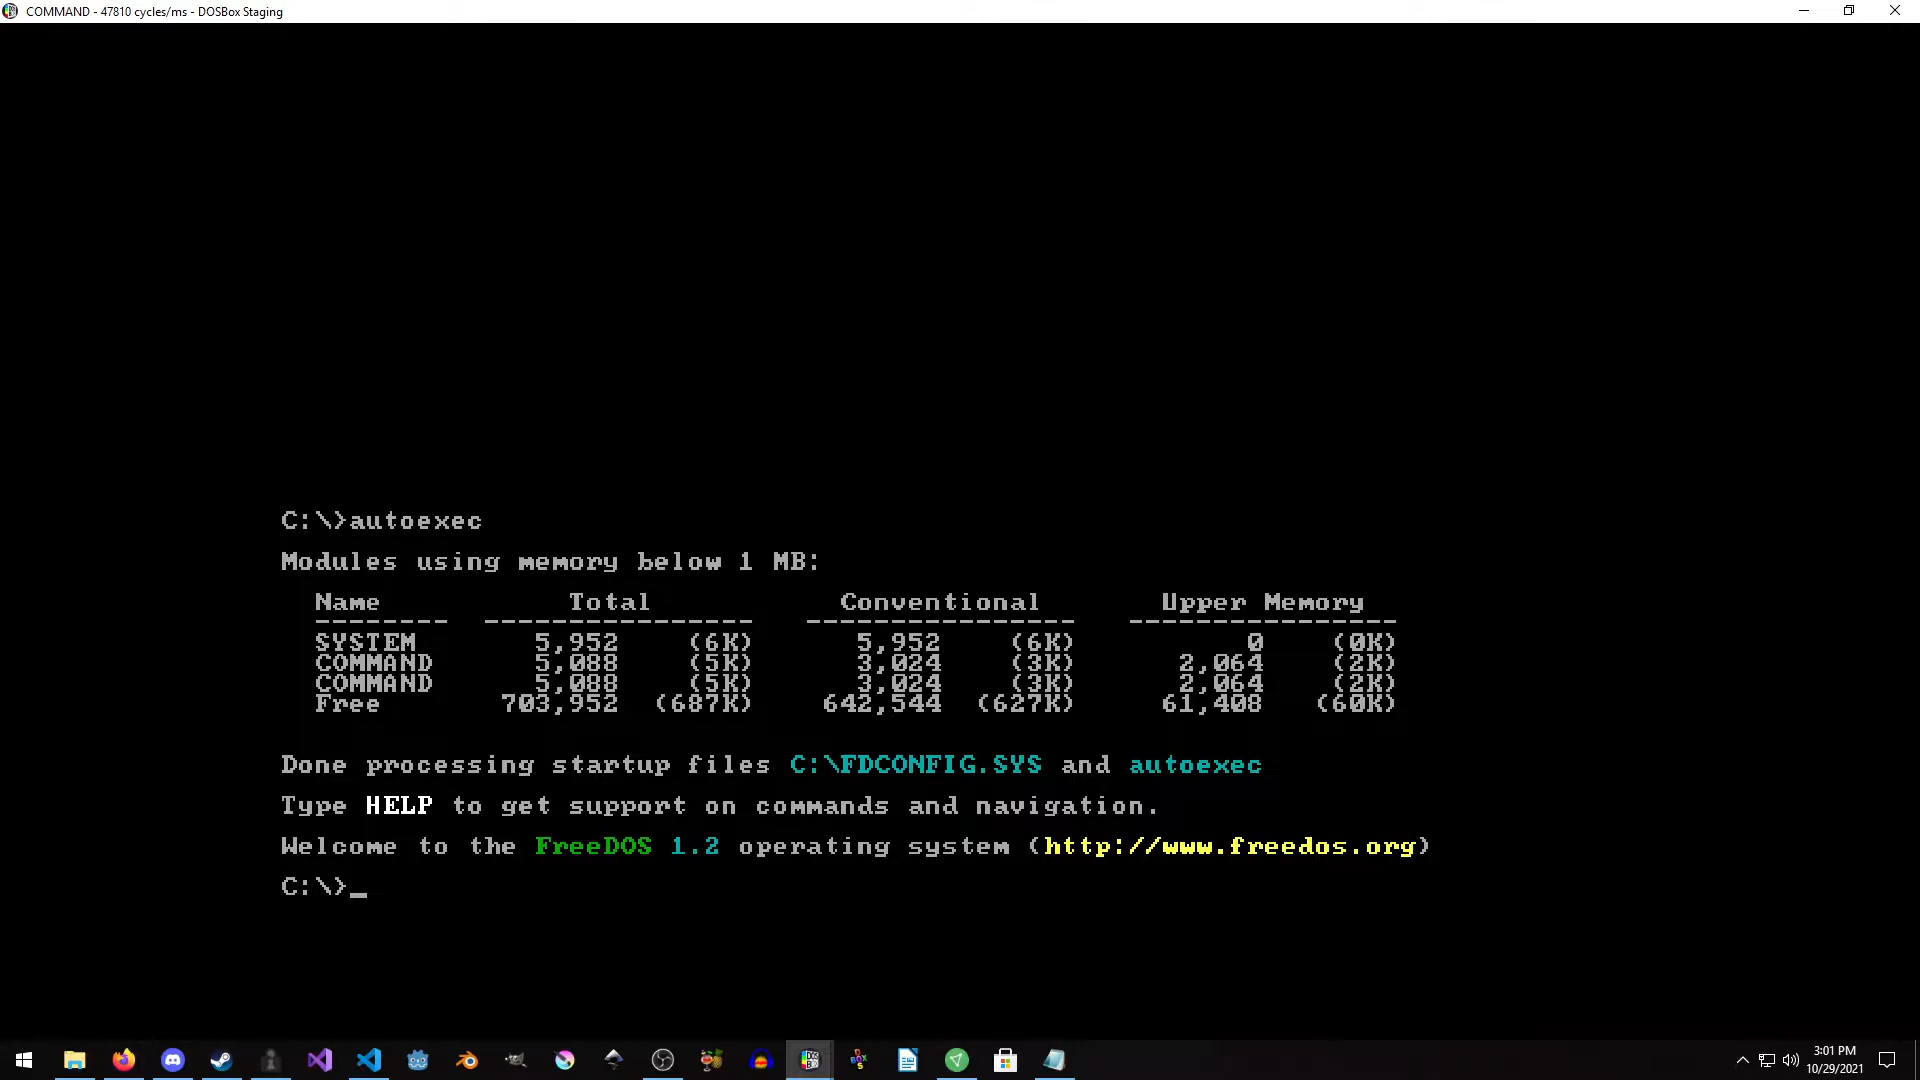 COMMAND - 47810 cycles/ms - DOSBox Staging
C:\>autoexec
Modules using memory below 1 MB:
Name Total Conventional Upper Memory
-------- ---------------- ---------------- ----------------
SYSTEM 5,952 (6K) 5,952 (6K) 0 (0K)
COMMAND 5,088 (5K) 3,024 (3K) 2,064 (2K)
COMMAND 5,088 (5K) 3,024 (3K) 2,064 (2K)
Free 703,952 (687K) 642,544 (627K) 61,408 (60K)
Done processing startup files C:\FDCONFIG.SYS and autoexec
Type HELP to get support on commands and navigation.
Welcome to the FreeDOS 1.2 operating system (http://www.freedos.org)
C:\>_
3:01 PM
10/29/2021